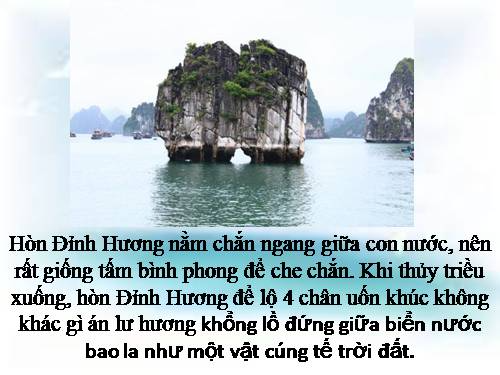 Hòn Đỉnh Hương nằm chắn ngang giữa con nước, nên
rất giống tấm bình phong để che chắn. Khi thủy triều
xuống, hòn Đỉnh Hương để lộ 4 chân uốn khúc không
khác gì án lư hương khổng lồ đứng giữa biển nước
bao la như một vật cúng tế trời đất.